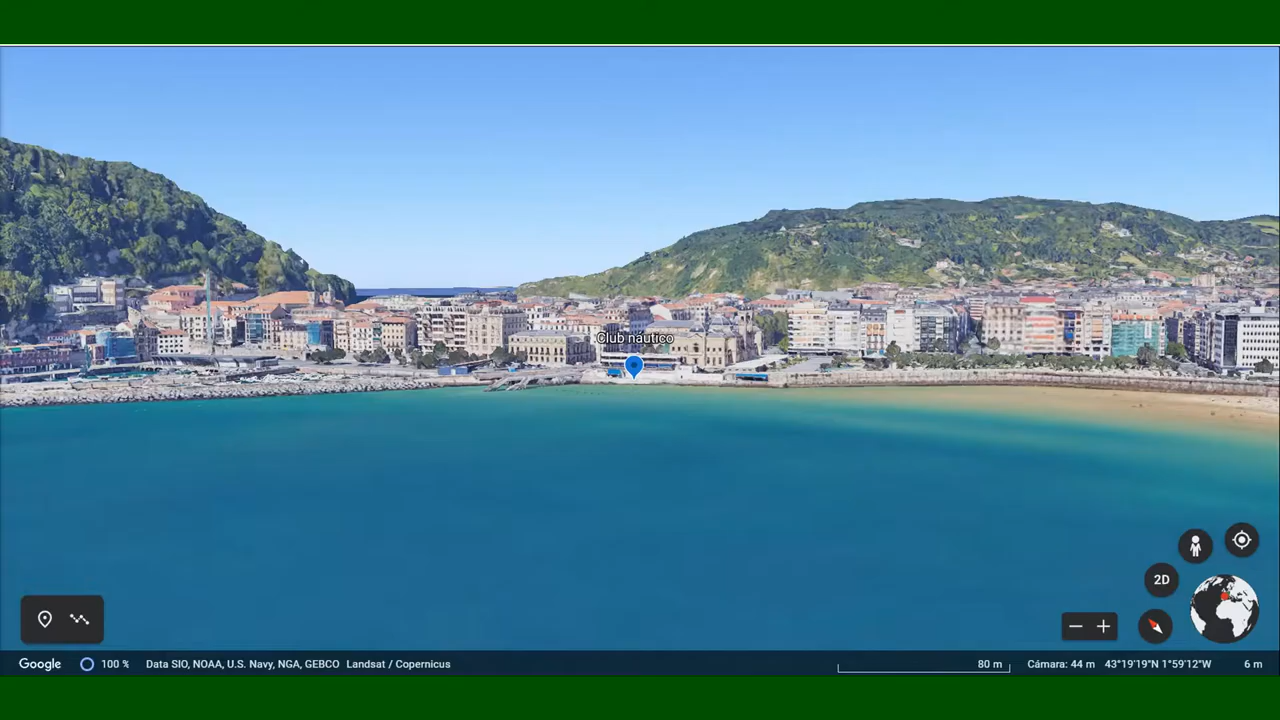 Club náutico
2D
Google 100 % Data SIO, NOAA, U.S. Navy, NGA, GEBCO Landsat / Copernicus 80 m Cámara: 44 m 43°19'19"N 1°59'12"W 6 m